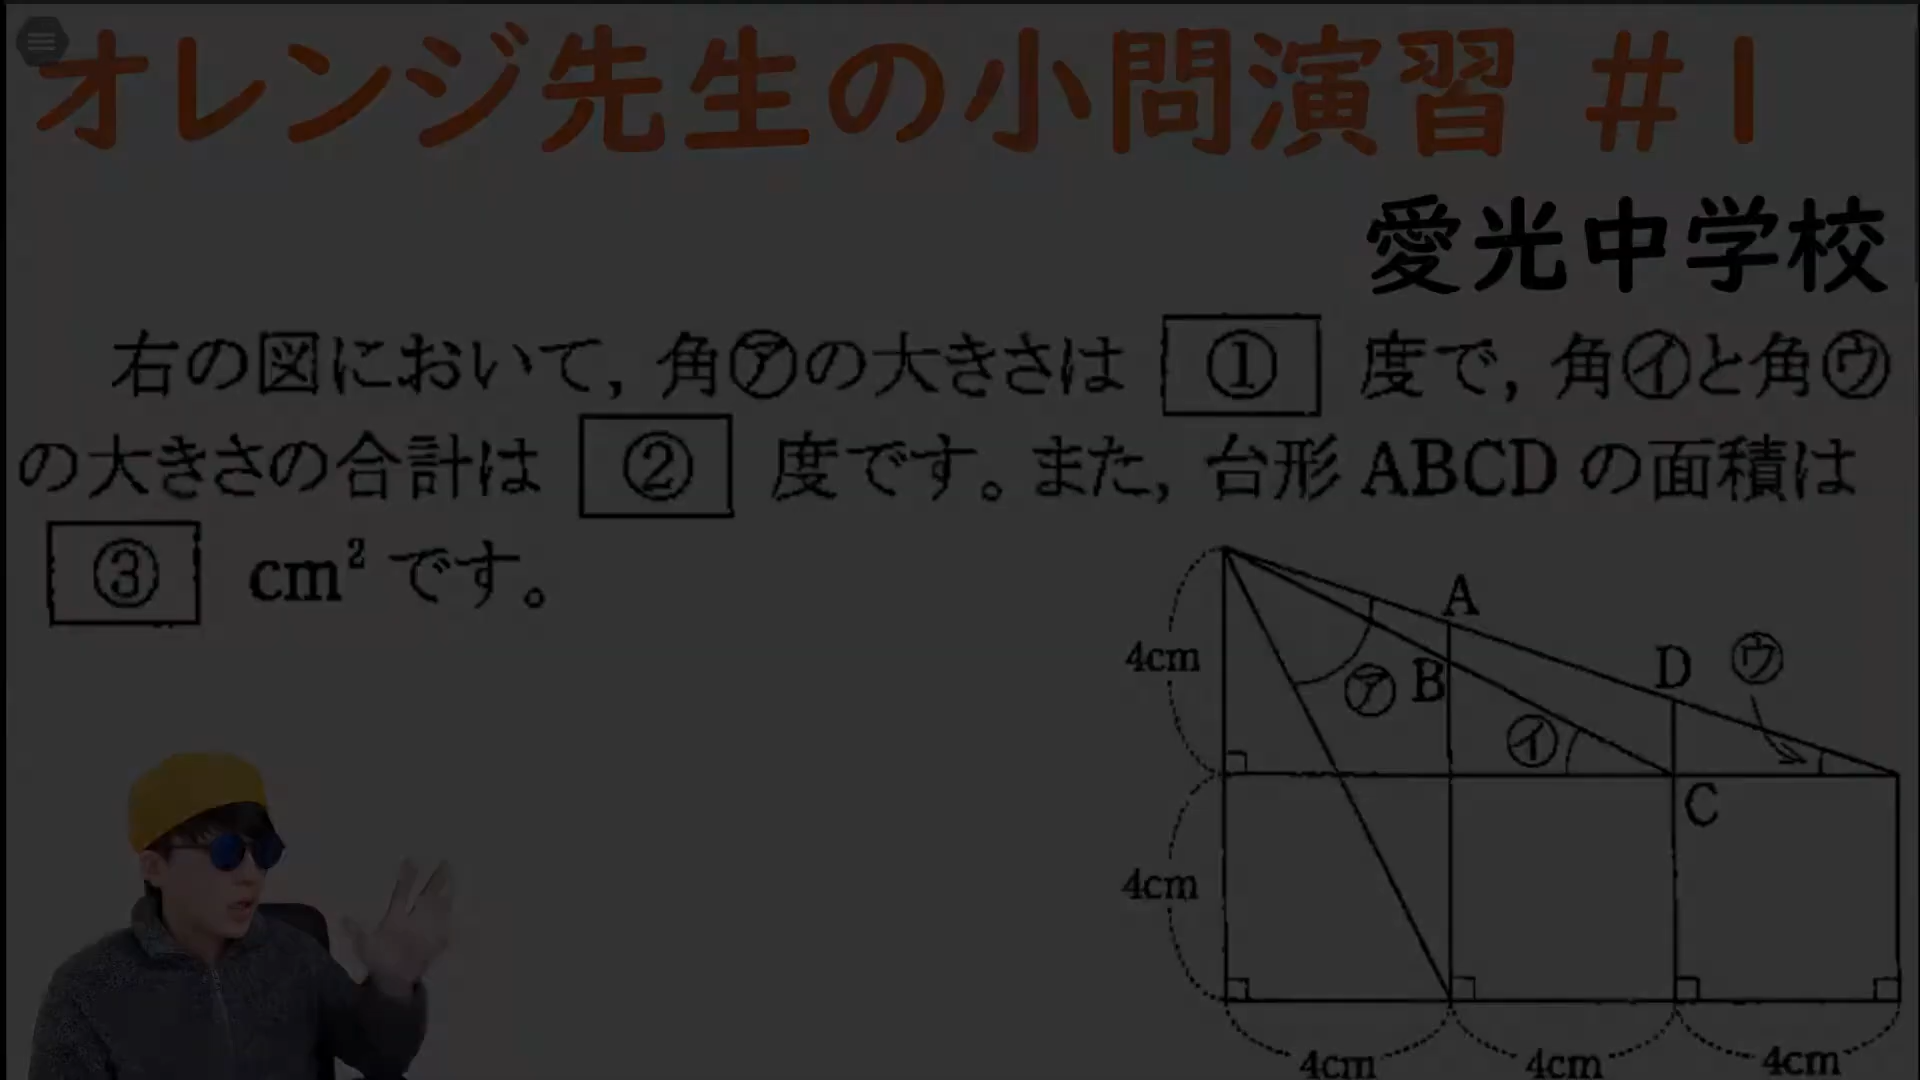 オレンジ先生の小問演習 #1
愛光中学校
右の図において, 角㋐の大きさは ① 度で, 角㋑と角㋒
の大きさの合計は ② 度です。また, 台形 ABCD の面積は
③ cm² です。
A
4cm
D ㋒
㋐ B
㋑
C
4cm
4cm 4cm 4cm